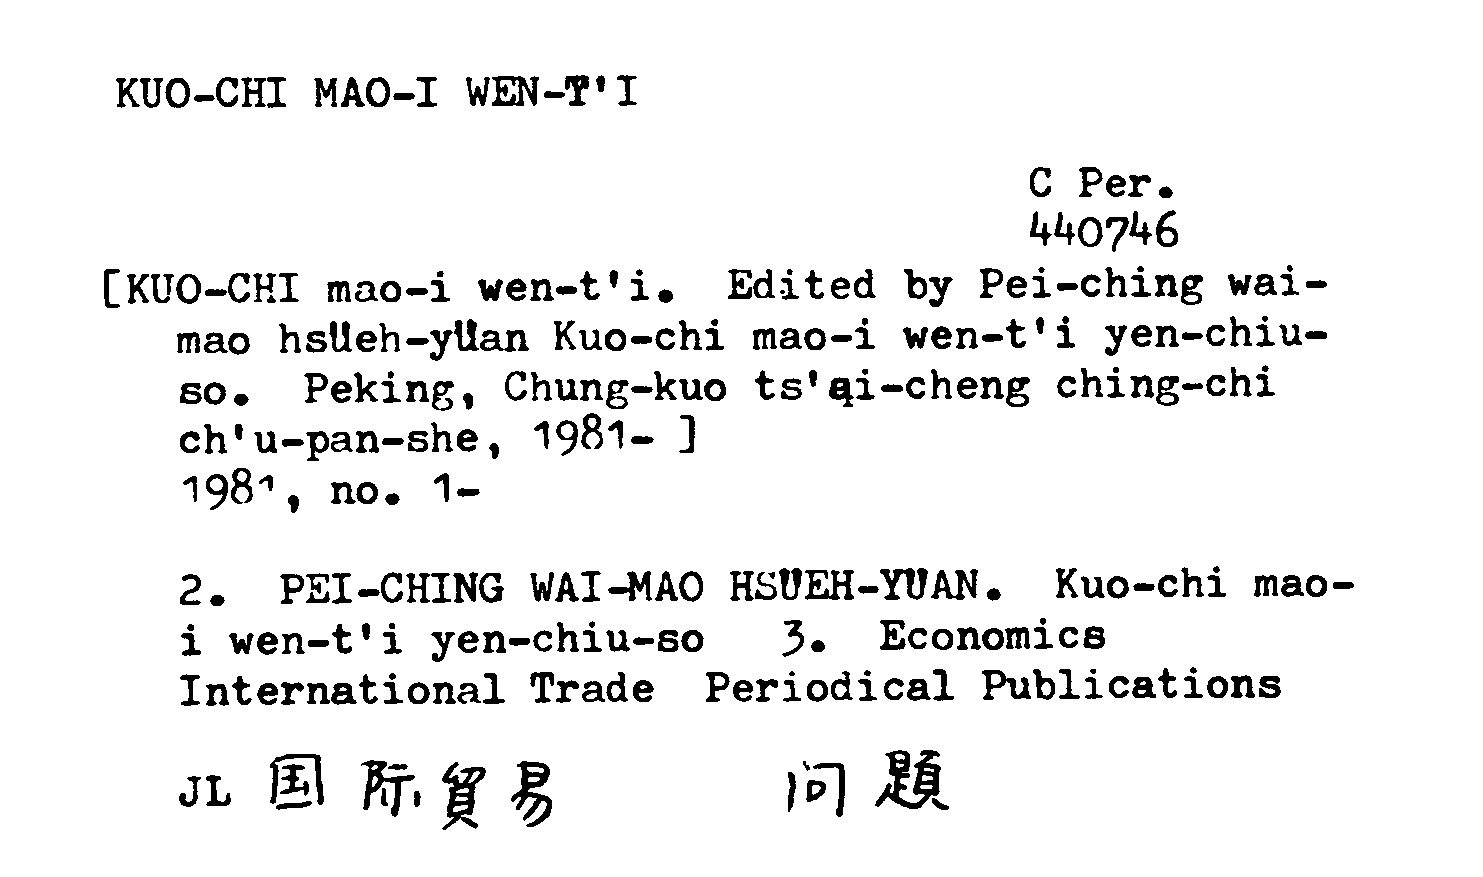 KUO-CHI MAO-I WEN-T'I
C Per.
440746
[KUO-CHI mao-i wen-t'i. Edited by Pei-ching wai-
mao hsüeh-yüan Kuo-chi mao-i wen-t'i yen-chiu-
so. Peking, Chung-kuo ts'ai-cheng ching-chi
ch'u-pan-she, 1981- ]
1981, no. 1-
2. PEI-CHING WAI-MAO HSÜEH-YÜAN. Kuo-chi mao-
i wen-t'i yen-chiu-so 3. Economics
International Trade Periodical Publications
JL 国际貿易 问題